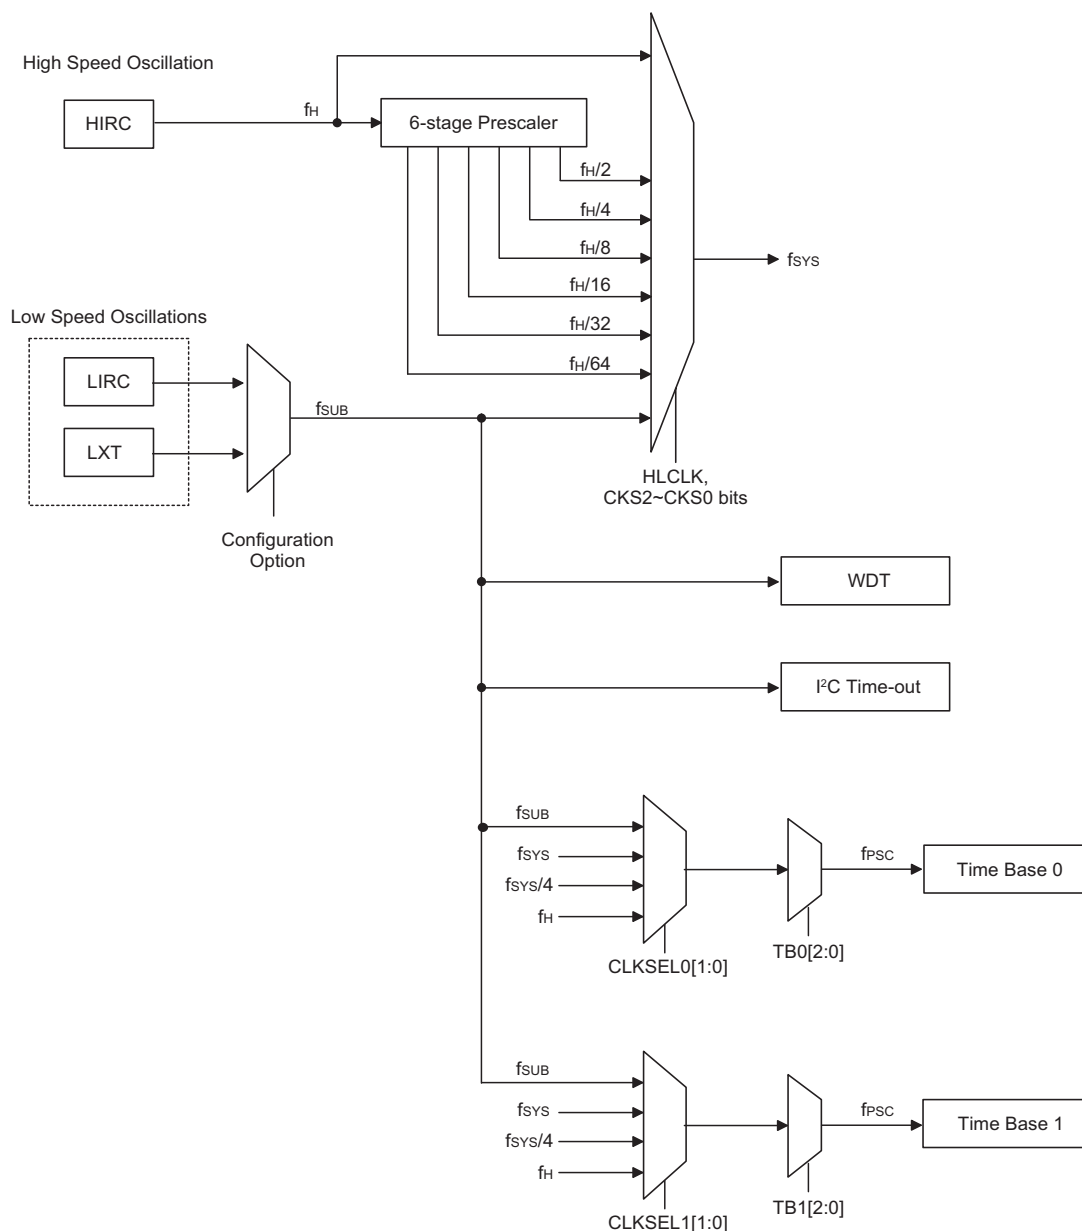 High Speed Oscillation
HIRC
fH
6-stage Prescaler
fH/2
fH/4
fH/8
fSYS
fH/16
Low Speed Oscillations
fH/32
LIRC
fH/64
fSUB
LXT
HLCLK,
CKS2~CKS0 bits
Configuration
Option
WDT
I²C Time-out
fSUB
fSYS
fPSC
Time Base 0
fSYS/4
fH
TB0[2:0]
CLKSEL0[1:0]
fSUB
fSYS
fPSC
Time Base 1
fSYS/4
fH
TB1[2:0]
CLKSEL1[1:0]